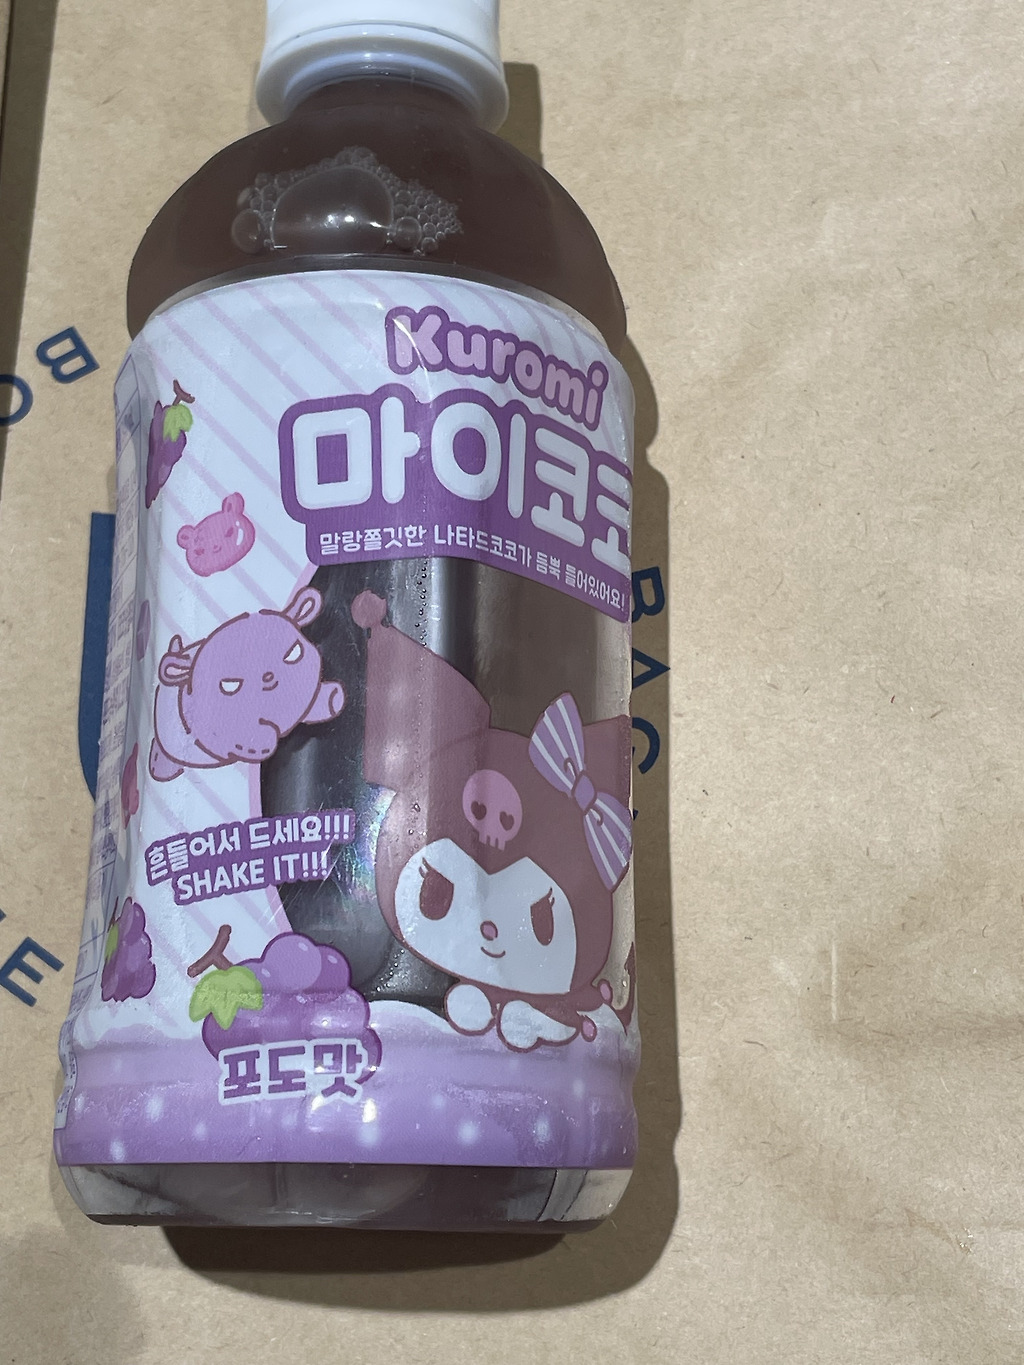 Kuromi
마이코코
말랑쫄깃한 나타드코코가 듬뿍 들어있어요!
흔들어서 드세요!!!
SHAKE IT!!!
포도맛
BACK